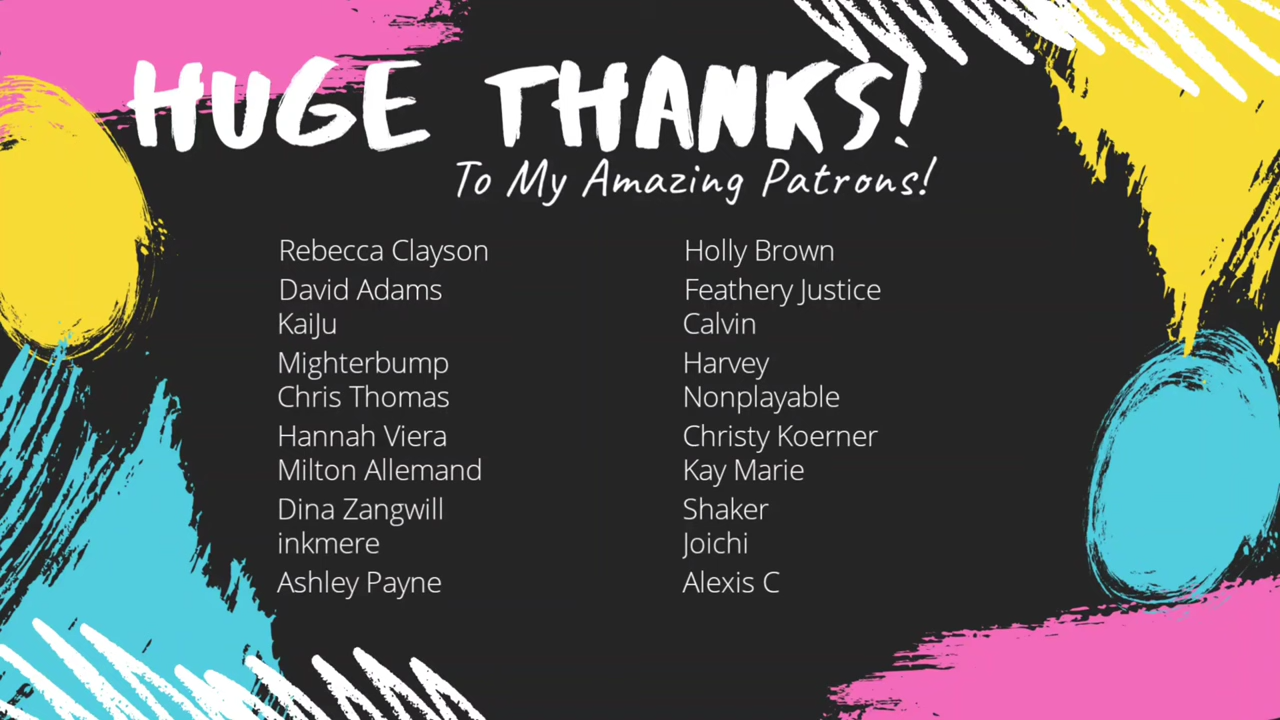 HUGE THANKS!
To My Amazing Patrons!
Rebecca Clayson
David Adams
KaiJu
Mighterbump
Chris Thomas
Hannah Viera
Milton Allemand
Dina Zangwill
inkmere
Ashley Payne
Holly Brown
Feathery Justice
Calvin
Harvey
Nonplayable
Christy Koerner
Kay Marie
Shaker
Joichi
Alexis C